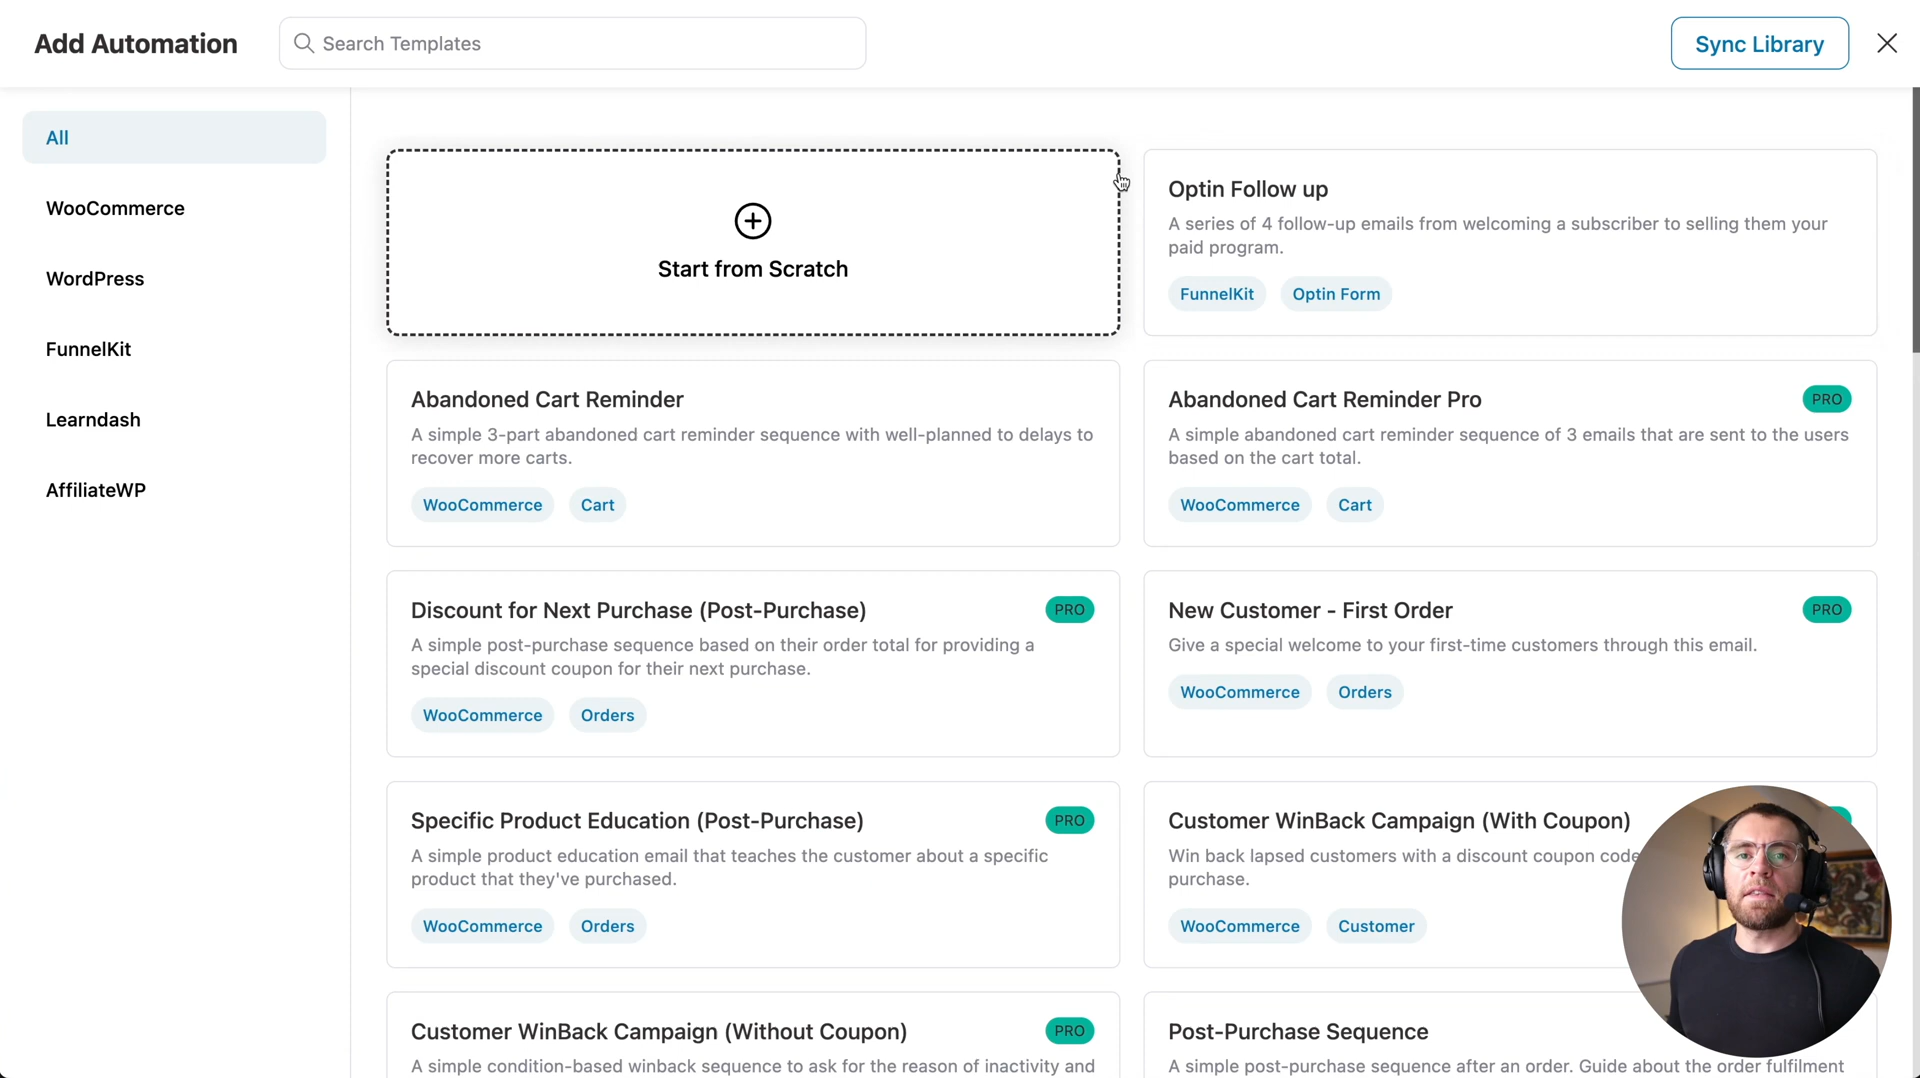 Add Automation
Search Templates
Sync Library
All
WooCommerce
WordPress
FunnelKit
Learndash
AffiliateWP
Start from Scratch
Optin Follow up
A series of 4 follow-up emails from welcoming a subscriber to selling them your
paid program.
FunnelKit
Optin Form
Abandoned Cart Reminder
A simple 3-part abandoned cart reminder sequence with well-planned to delays to
recover more carts.
WooCommerce
Cart
Abandoned Cart Reminder Pro
PRO
A simple abandoned cart reminder sequence of 3 emails that are sent to the users
based on the cart total.
WooCommerce
Cart
Discount for Next Purchase (Post-Purchase)
PRO
A simple post-purchase sequence based on their order total for providing a
special discount coupon for their next purchase.
WooCommerce
Orders
New Customer - First Order
PRO
Give a special welcome to your first-time customers through this email.
WooCommerce
Orders
Specific Product Education (Post-Purchase)
PRO
A simple product education email that teaches the customer about a specific
product that they've purchased.
WooCommerce
Orders
Customer WinBack Campaign (With Coupon)
Win back lapsed customers with a discount coupon code
purchase.
WooCommerce
Customer
Customer WinBack Campaign (Without Coupon)
PRO
A simple condition-based winback sequence to ask for the reason of inactivity and
Post-Purchase Sequence
A simple post-purchase sequence after an order. Guide about the order fulfilment